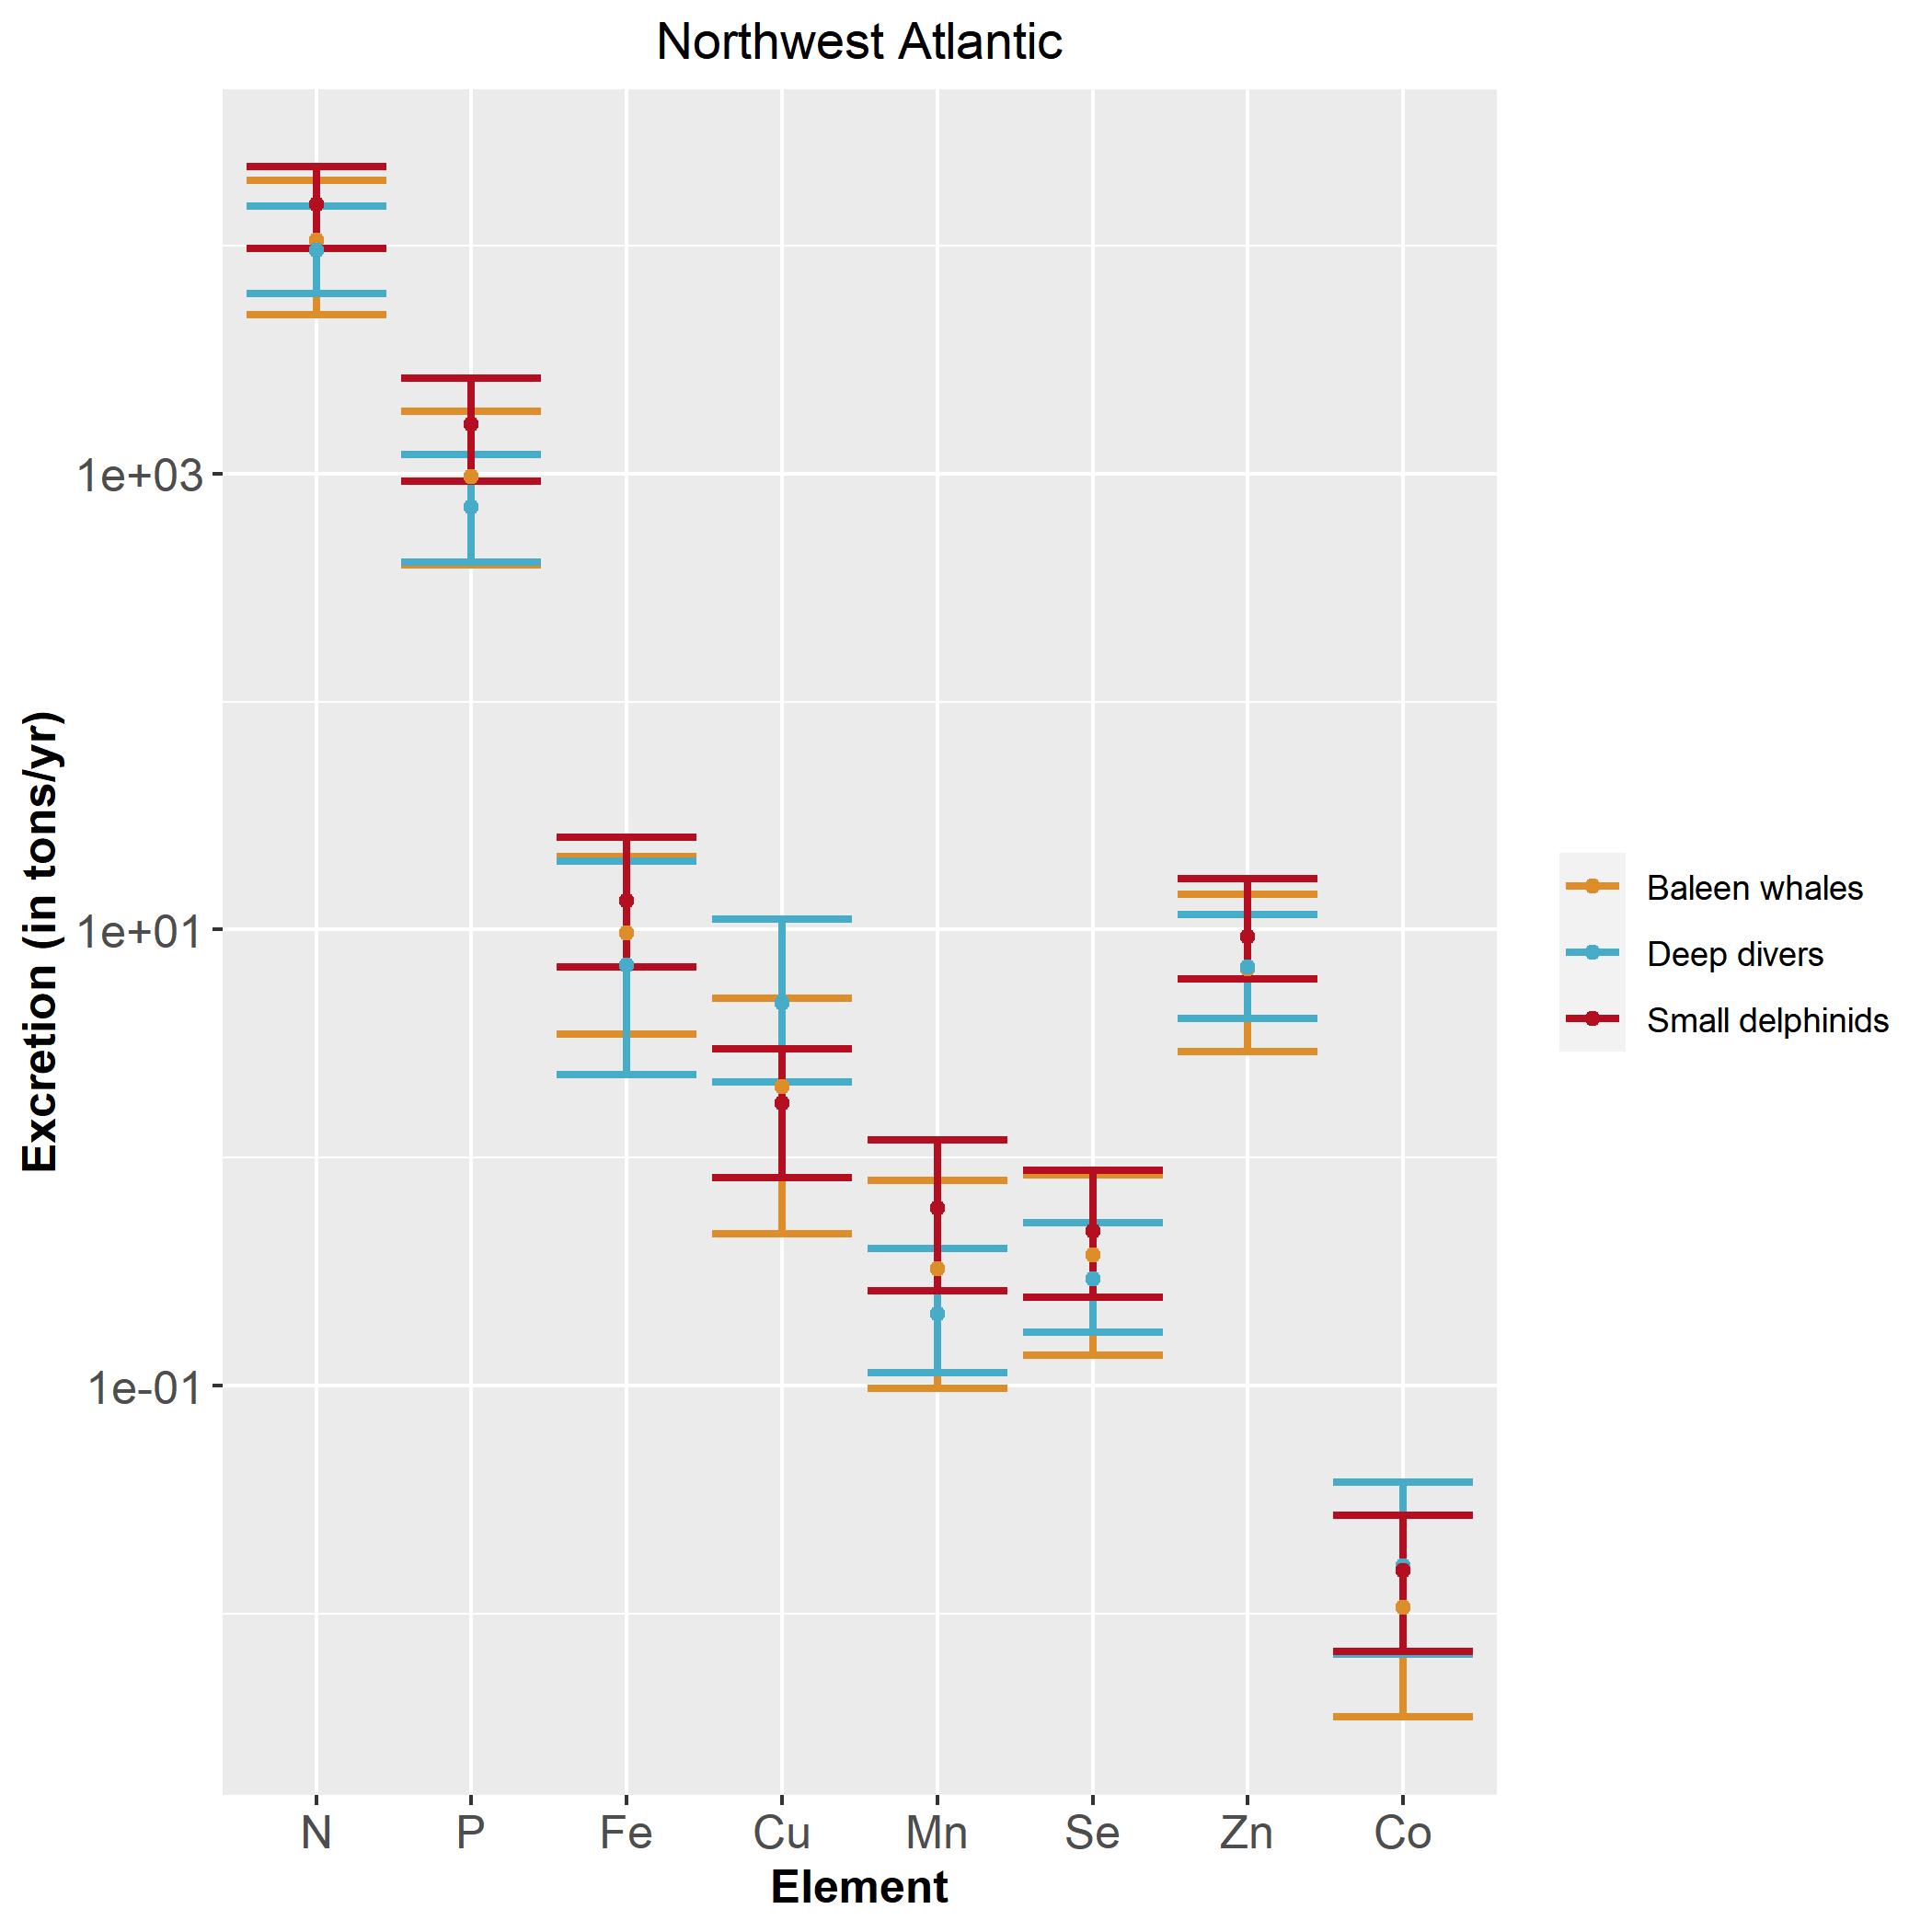 Northwest Atlantic
Excretion (in tons/yr)
1e+03
1e+01
1e-01
N P Fe Cu Mn Se Zn Co
Element
Baleen whales
Deep divers
Small delphinids